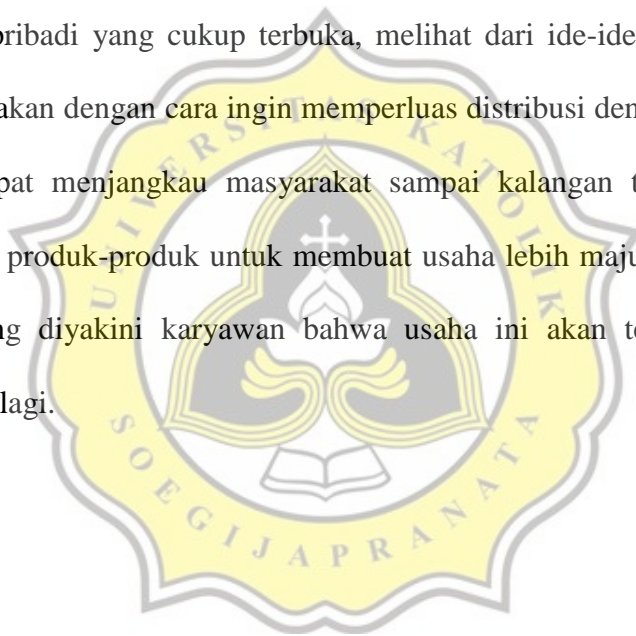 pribadi yang cukup terbuka, melihat dari ide-ide
akan dengan cara ingin memperluas distribusi den
pat menjangkau masyarakat sampai kalangan t
produk-produk untuk membuat usaha lebih maju
ng diyakini karyawan bahwa usaha ini akan te
lagi.
UNIVERSITAS KATOLIK
SOEGIJAPRANATA